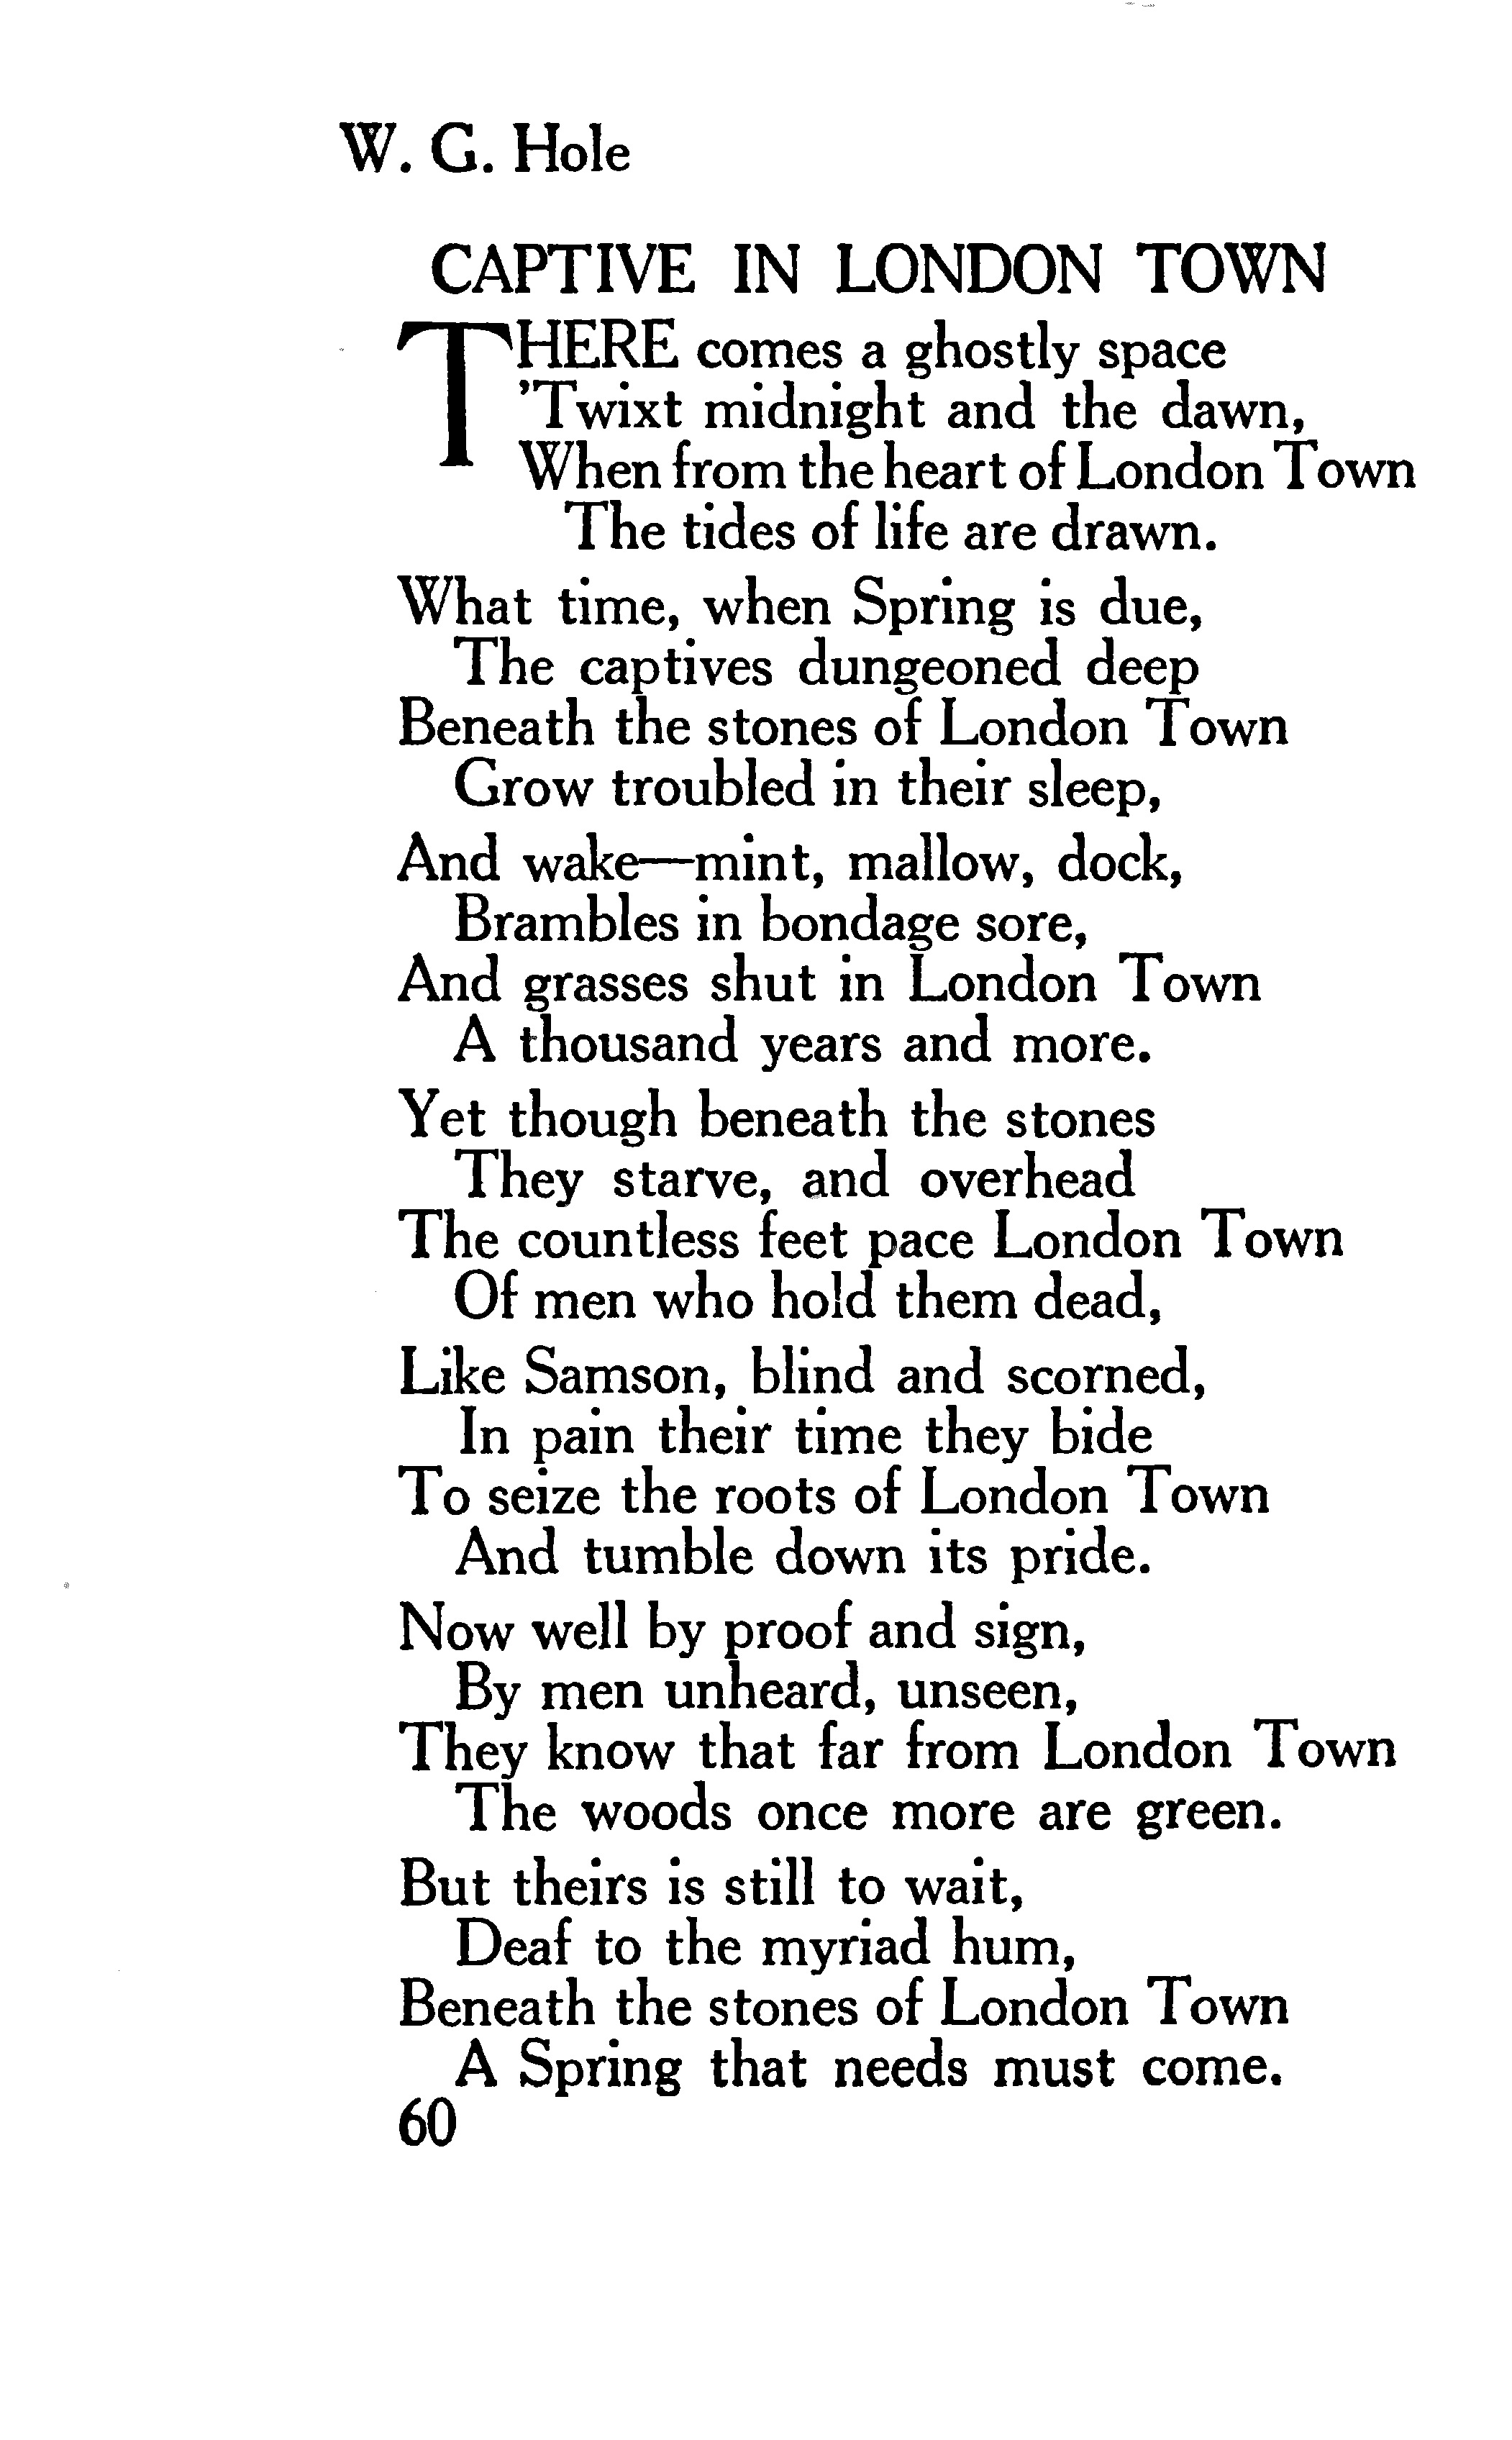 W. G. Hole
CAPTIVE IN LONDON TOWN
THERE comes a ghostly space
’Twixt midnight and the dawn,
When from the heart of London Town
The tides of life are drawn.
What time, when Spring is due,
The captives dungeoned deep
Beneath the stones of London Town
Grow troubled in their sleep,
And wake—mint, mallow, dock,
Brambles in bondage sore,
And grasses shut in London Town
A thousand years and more.
Yet though beneath the stones
They starve, and overhead
The countless feet pace London Town
Of men who hold them dead,
Like Samson, blind and scorned,
In pain their time they bide
To seize the roots of London Town
And tumble down its pride.
Now well by proof and sign,
By men unheard, unseen,
They know that far from London Town
The woods once more are green.
But theirs is still to wait,
Deaf to the myriad hum,
Beneath the stones of London Town
A Spring that needs must come.
60